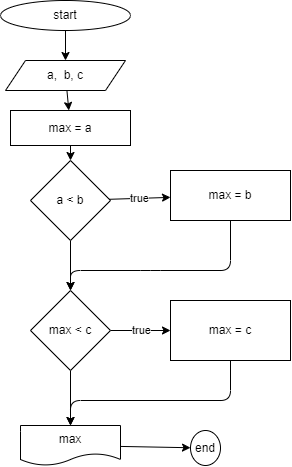 start
a,  b, c
max = a
a < b
true
max = b
max < c
true
max = c
max
end